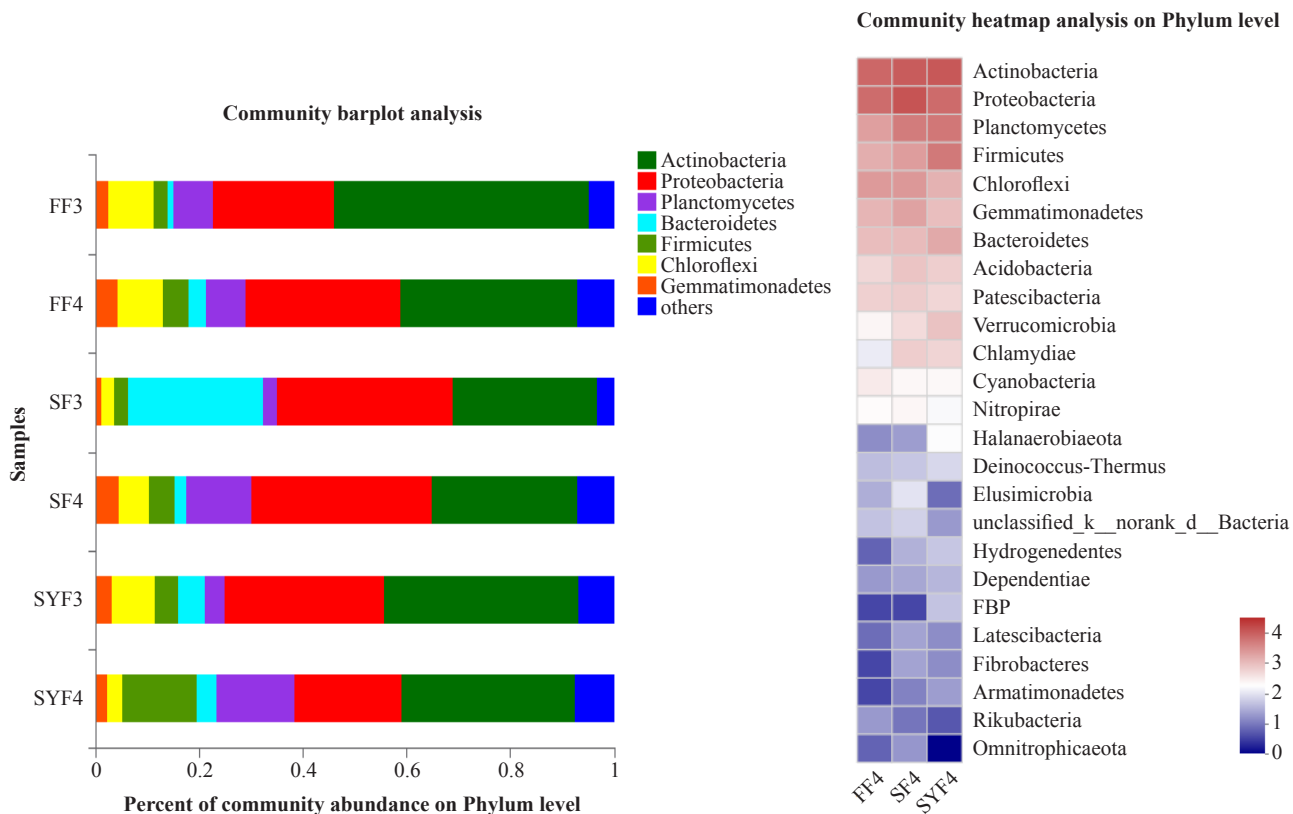 Community barplot analysis
Samples
FF3
FF4
SF3
SF4
SYF3
SYF4
0 0.2 0.4 0.6 0.8 1
Percent of community abundance on Phylum level
Actinobacteria
Proteobacteria
Planctomycetes
Bacteroidetes
Firmicutes
Chloroflexi
Gemmatimonadetes
others
Community heatmap analysis on Phylum level
Actinobacteria
Proteobacteria
Planctomycetes
Firmicutes
Chloroflexi
Gemmatimonadetes
Bacteroidetes
Acidobacteria
Patescibacteria
Verrucomicrobia
Chlamydiae
Cyanobacteria
Nitropirae
Halanaerobiaeota
Deinococcus-Thermus
Elusimicrobia
unclassified_k__norank_d__Bacteria
Hydrogenedentes
Dependentiae
FBP
Latescibacteria
Fibrobacteres
Armatimonadetes
Rikubacteria
Omnitrophicaeota
FF4
SF4
SYF4
4
3
2
1
0